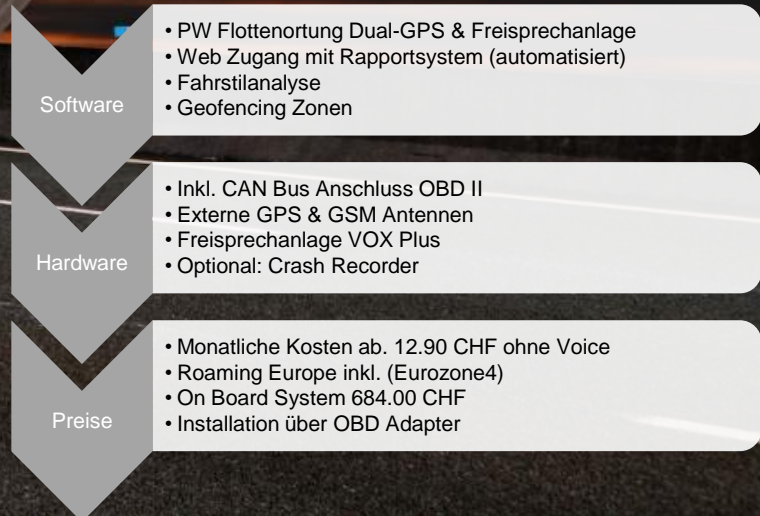 Software
• PW Flottenortung Dual-GPS & Freisprechanlage
• Web Zugang mit Rapportsystem (automatisiert)
• Fahrstilanalyse
• Geofencing Zonen
Hardware
• Inkl. CAN Bus Anschluss OBD II
• Externe GPS & GSM Antennen
• Freisprechanlage VOX Plus
• Optional: Crash Recorder
Preise
• Monatliche Kosten ab. 12.90 CHF ohne Voice
• Roaming Europe inkl. (Eurozone4)
• On Board System 684.00 CHF
• Installation über OBD Adapter